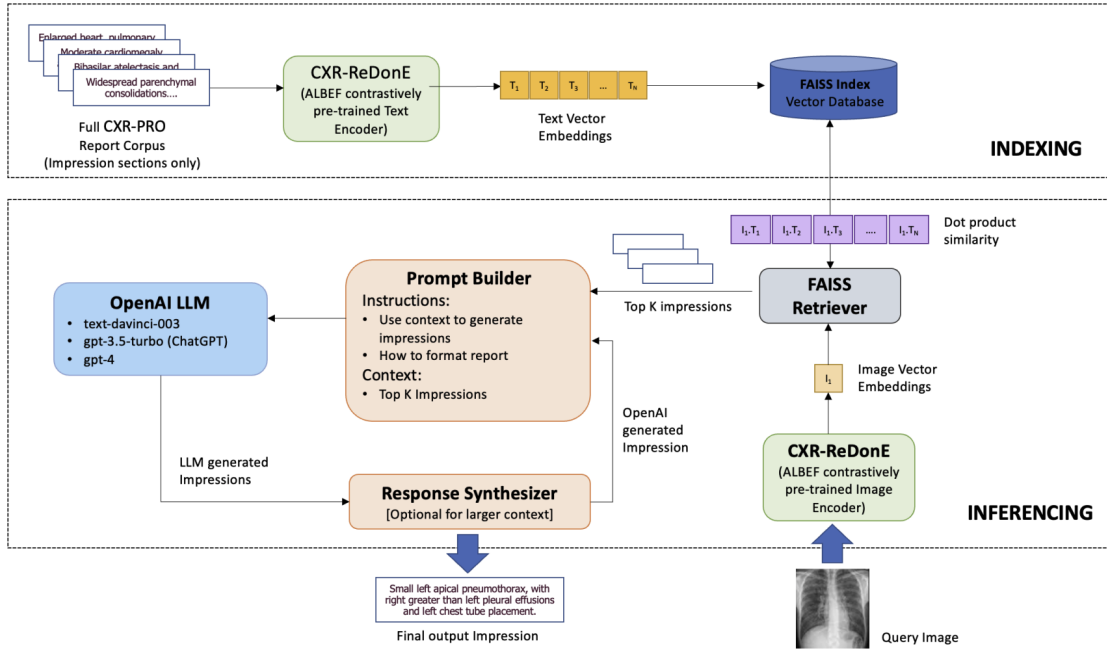 Enlarged heart, pulmonary
Moderate cardiomegaly
Bibasilar atelectasis and
Widespread parenchymal
consolidations....
Full CXR-PRO
Report Corpus
(Impression sections only)
CXR-ReDonE
(ALBEF contrastively
pre-trained Text
Encoder)
T1 T2 T3 ... TN
Text Vector
Embeddings
FAISS Index
Vector Database
INDEXING
I1.T1 I1.T2 I1.T3 .... I1.TN
Dot product
similarity
FAISS
Retriever
Top K impressions
Prompt Builder
Instructions:
• Use context to generate
impressions
• How to format report
Context:
• Top K Impressions
OpenAI LLM
• text-davinci-003
• gpt-3.5-turbo (ChatGPT)
• gpt-4
I1
Image Vector
Embeddings
OpenAI
generated
Impression
CXR-ReDonE
(ALBEF contrastively
pre-trained Image
Encoder)
LLM generated
Impressions
Response Synthesizer
[Optional for larger context]
INFERENCING
Small left apical pneumothorax, with
right greater than left pleural effusions
and left chest tube placement.
Final output Impression
Query Image